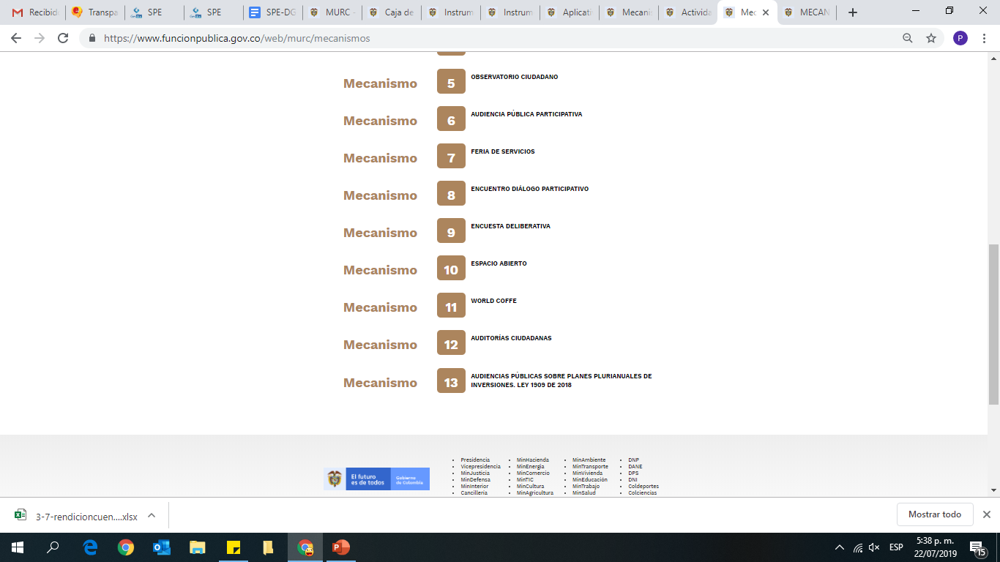 Recibido
Transpa
SPE
SPE
SPE-DG
MURC -
Caja de
Instrum
Instrum
Aplicati
Mecanis
Activida
Mec
MECAN
https://www.funcionpublica.gov.co/web/murc/mecanismos
P
Mecanismo 5 OBSERVATORIO CIUDADANO
Mecanismo 6 AUDIENCIA PÚBLICA PARTICIPATIVA
Mecanismo 7 FERIA DE SERVICIOS
Mecanismo 8 ENCUENTRO DIÁLOGO PARTICIPATIVO
Mecanismo 9 ENCUESTA DELIBERATIVA
Mecanismo 10 ESPACIO ABIERTO
Mecanismo 11 WORLD COFFE
Mecanismo 12 AUDITORÍAS CIUDADANAS
Mecanismo 13 AUDIENCIAS PÚBLICAS SOBRE PLANES PLURIANUALES DE
INVERSIONES. LEY 1909 DE 2018
El futuro
es de todos
Gobierno
de Colombia
Presidencia
Vicepresidencia
MinJusticia
MinDefensa
MinInterior
Cancillería
MinHacienda
MinEnergía
MinComercio
MinTIC
MinCultura
MinAgricultura
MinAmbiente
MinTransporte
MinVivienda
MinEducación
MinTrabajo
MinSalud
DNP
DANE
DPS
DNI
Coldeportes
Colciencias
3-7-rendicioncuen....xlsx
Mostrar todo
ESP
5:38 p. m.
22/07/2019
15